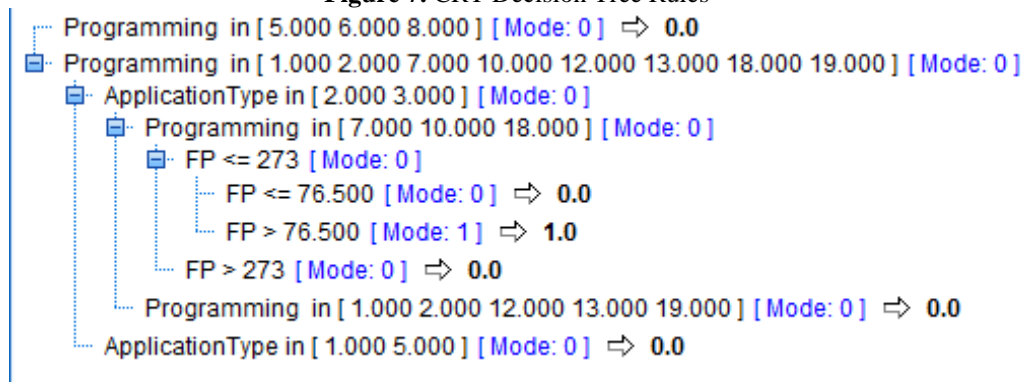 Figure 7. CRT Decision Tree Rules
Programming in [ 5.000 6.000 8.000 ] [ Mode: 0 ] ⇨ 0.0
Programming in [ 1.000 2.000 7.000 10.000 12.000 13.000 18.000 19.000 ] [ Mode: 0 ]
ApplicationType in [ 2.000 3.000 ] [ Mode: 0 ]
Programming in [ 7.000 10.000 18.000 ] [ Mode: 0 ]
FP <= 273 [ Mode: 0 ]
FP <= 76.500 [ Mode: 0 ] ⇨ 0.0
FP > 76.500 [ Mode: 1 ] ⇨ 1.0
FP > 273 [ Mode: 0 ] ⇨ 0.0
Programming in [ 1.000 2.000 12.000 13.000 19.000 ] [ Mode: 0 ] ⇨ 0.0
ApplicationType in [ 1.000 5.000 ] [ Mode: 0 ] ⇨ 0.0